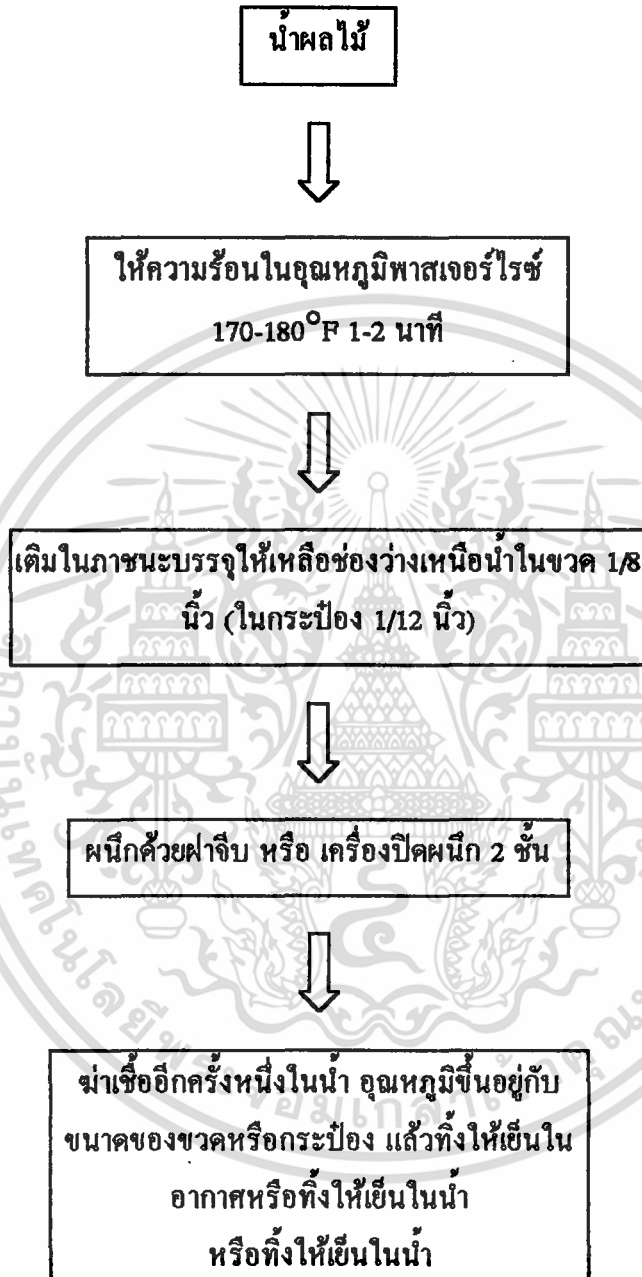 น้ำผลไม้
ให้ความร้อนในอุณหภูมิพาสเจอร์ไรซ์
170-180°F 1-2 นาที
เติมในภาชนะบรรจุให้เหลือช่องว่างเหนือน้ำในขวด 1/8
นิ้ว (ในกระป๋อง 1/12 นิ้ว)
ผนึกด้วยฝาจีบ หรือ เครื่องปิดผนึก 2 ชั้น
ฆ่าเชื้ออีกครั้งหนึ่งในน้ำ อุณหภูมิขึ้นอยู่กับ
ขนาดของขวดหรือกระป๋อง แล้วทิ้งให้เย็นใน
อากาศหรือทิ้งให้เย็นในน้ำ
หรือทิ้งให้เย็นในน้ำ